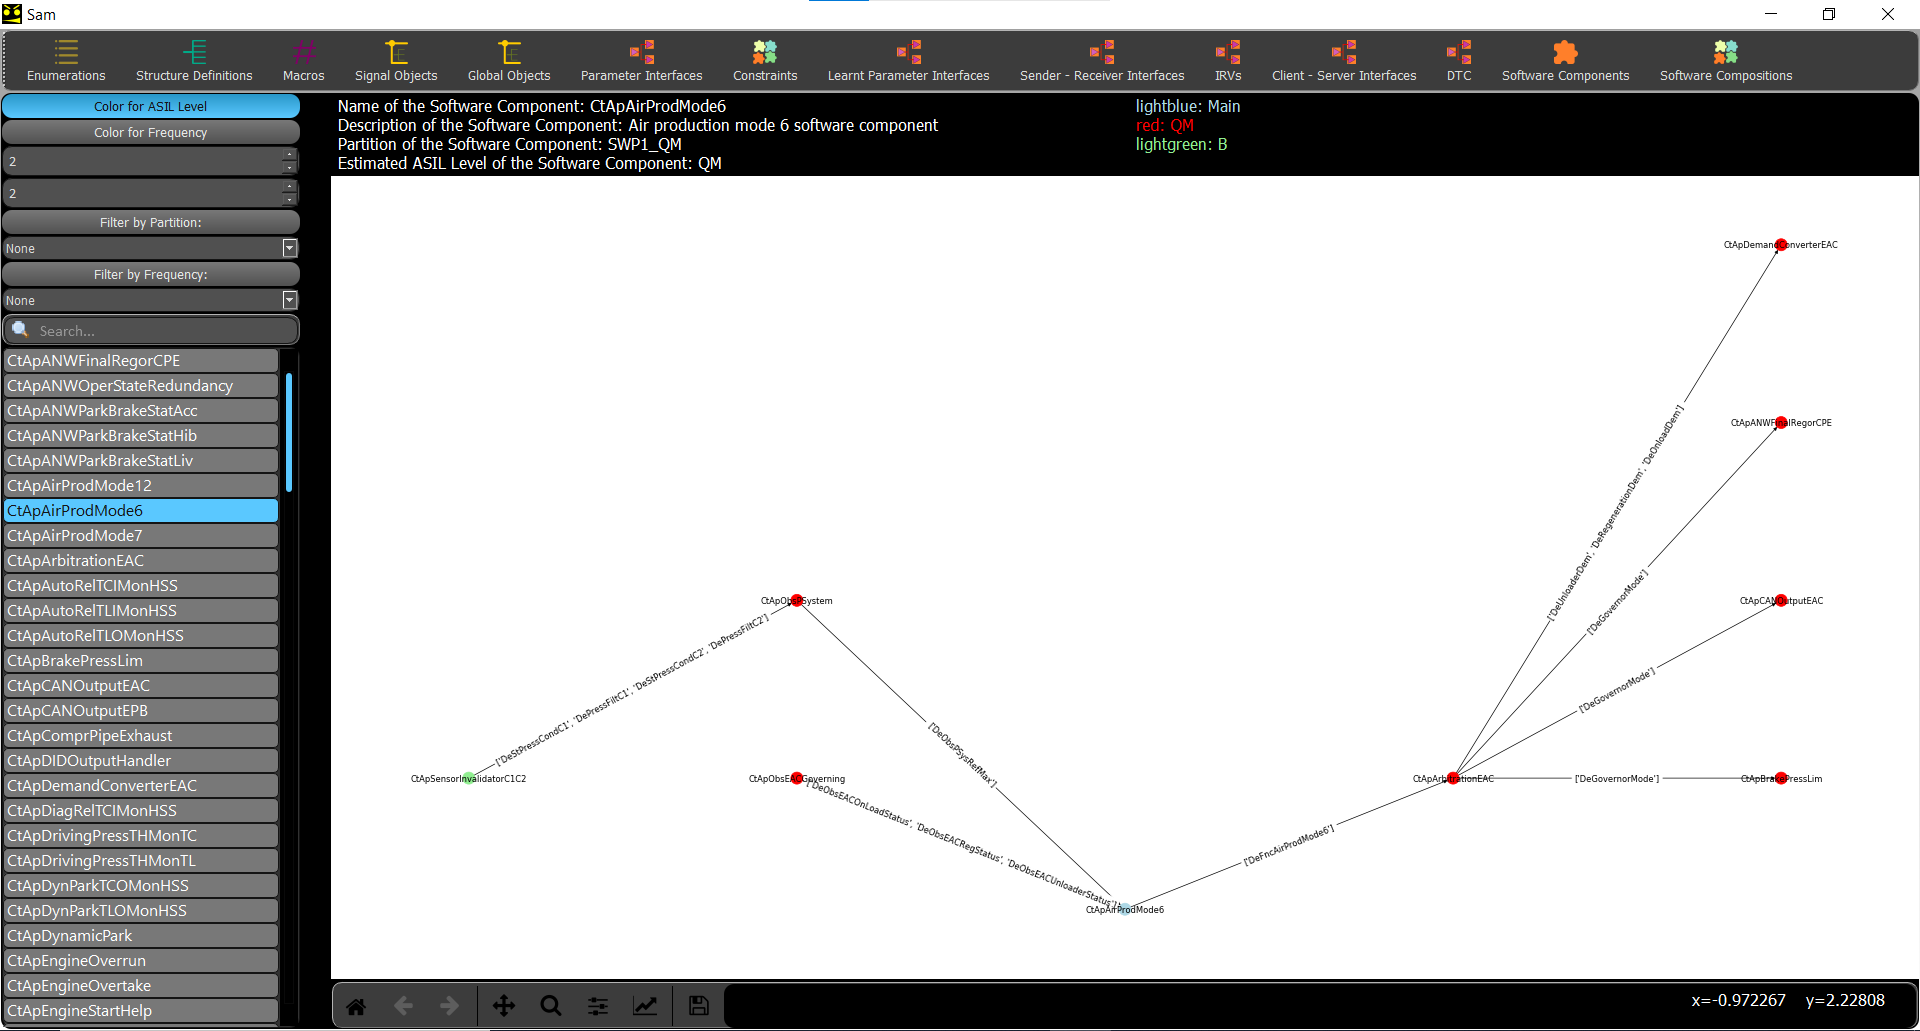 Sam
Enumerations
Structure Definitions
Macros
Signal Objects
Global Objects
Parameter Interfaces
Constraints
Learnt Parameter Interfaces
Sender - Receiver Interfaces
IRVs
Client - Server Interfaces
DTC
Software Components
Software Compositions
Color for ASIL Level
Color for Frequency
2
2
Filter by Partition:
None
Filter by Frequency:
None
Search...
CtApANWFinalRegorCPE
CtApANWOperStateRedundancy
CtApANWParkBrakeStatAcc
CtApANWParkBrakeStatHib
CtApANWParkBrakeStatLiv
CtApAirProdMode12
CtApAirProdMode6
CtApAirProdMode7
CtApArbitrationEAC
CtApAutoRelTCIMonHSS
CtApAutoRelTLIMonHSS
CtApAutoRelTLOMonHSS
CtApBrakePressLim
CtApCANOutputEAC
CtApCANOutputEPB
CtApComprPipeExhaust
CtApDIDOutputHandler
CtApDemandConverterEAC
CtApDiagRelTCIMonHSS
CtApDrivingPressTHMonTC
CtApDrivingPressTHMonTL
CtApDynParkTCOMonHSS
CtApDynParkTLOMonHSS
CtApDynamicPark
CtApEngineOverrun
CtApEngineOvertake
CtApEngineStartHelp
Name of the Software Component: CtApAirProdMode6
Description of the Software Component: Air production mode 6 software component
Partition of the Software Component: SWP1_QM
Estimated ASIL Level of the Software Component: QM
lightblue: Main
red: QM
lightgreen: B
CtApDemandConverterEAC
CtApANWFinalRegorCPE
['DeUnloaderDem', 'DeRegenerationDem', 'DeOnloadDem']
['DeGovernorMode']
CtApObsPSystem
CtApCANOutputEAC
['DeStPressCondC1', 'DePressFiltC1', 'DeStPressCondC2', 'DePressFiltC2']
['DeGovernorMode']
['DeObsPSysRefMax']
CtApSensorInvalidatorC1C2
CtApObsEACGoverning
CtApArbitrationEAC
['DeGovernorMode']
CtApBrakePressLim
['DeObsEACOnLoadStatus', 'DeObsEACRegStatus', 'DeObsEACUnloaderStatus']
['DeFncAirProdMode6']
CtApAirProdMode6
x=-0.972267 y=2.22808